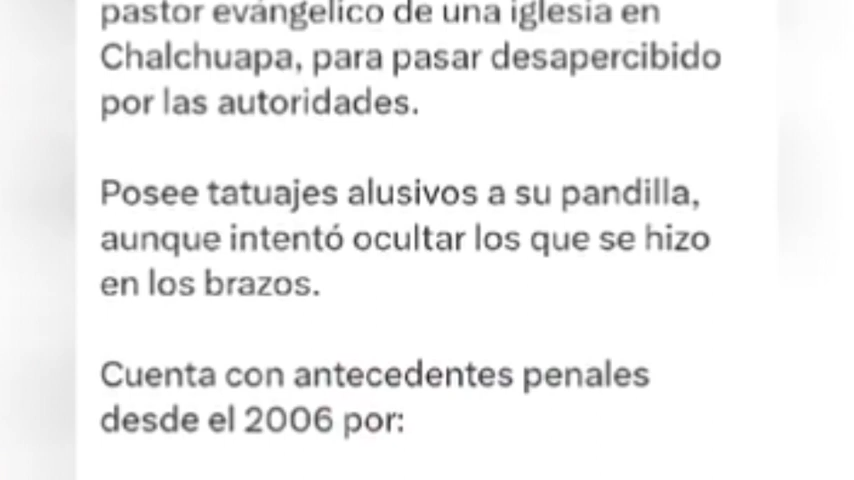 pastor evángelico de una iglesia en
Chalchuapa, para pasar desapercibido
por las autoridades.
Posee tatuajes alusivos a su pandilla,
aunque intentó ocultar los que se hizo
en los brazos.
Cuenta con antecedentes penales
desde el 2006 por: